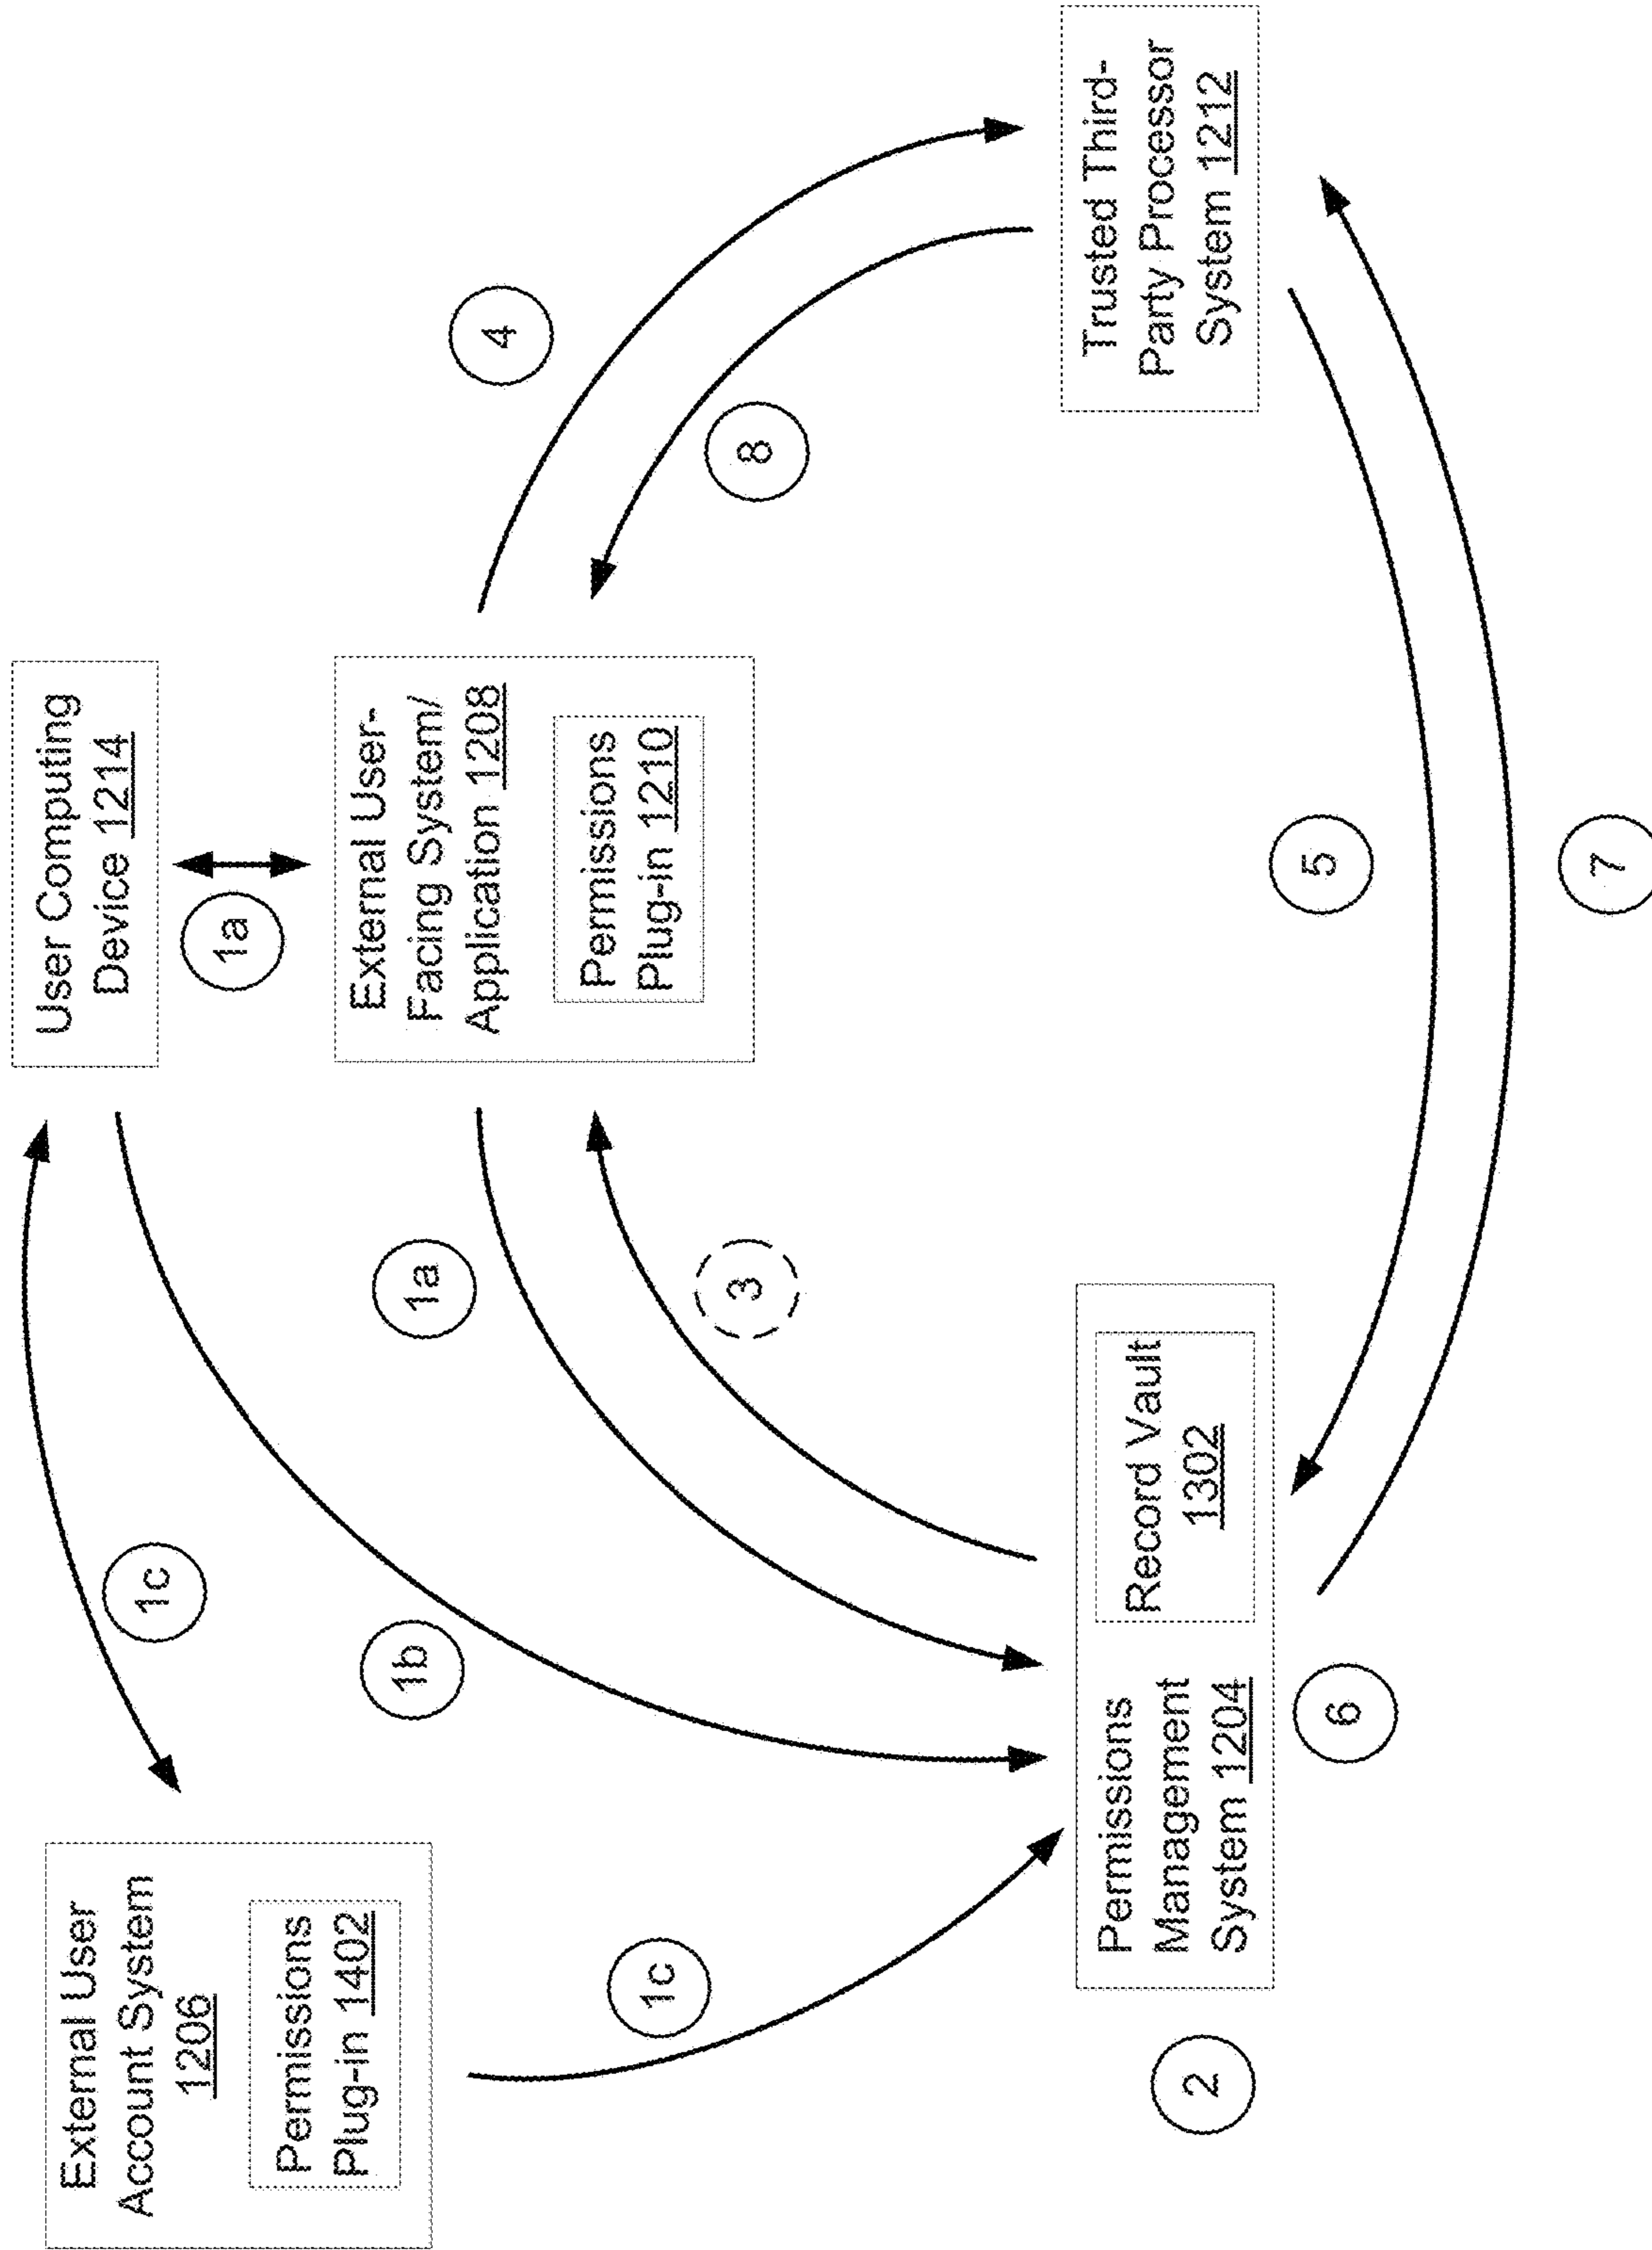 External User
Account System
1206
Permissions
Plug-in 1402
1c
1c
1b
User Computing
Device 1214
1a
External User-
Facing System/
Application 1208
Permissions
Plug-in 1210
1a
3
4
8
Trusted Third-
Party Processor
System 1212
Permissions
Management
System 1204
Record Vault
1302
2
6
5
7